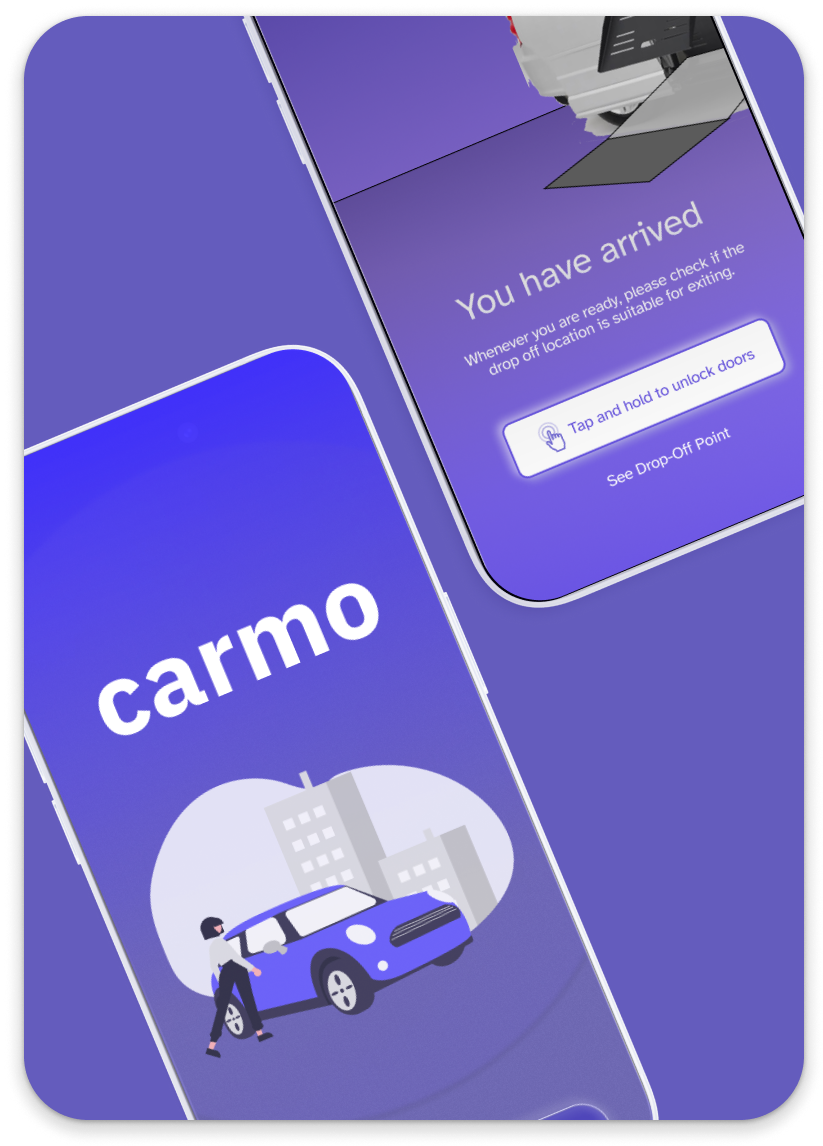 You have arrived
Whenever you are ready, please check if the
drop off location is suitable for exiting.
Tap and hold to unlock doors
See Drop-Off Point
carmo